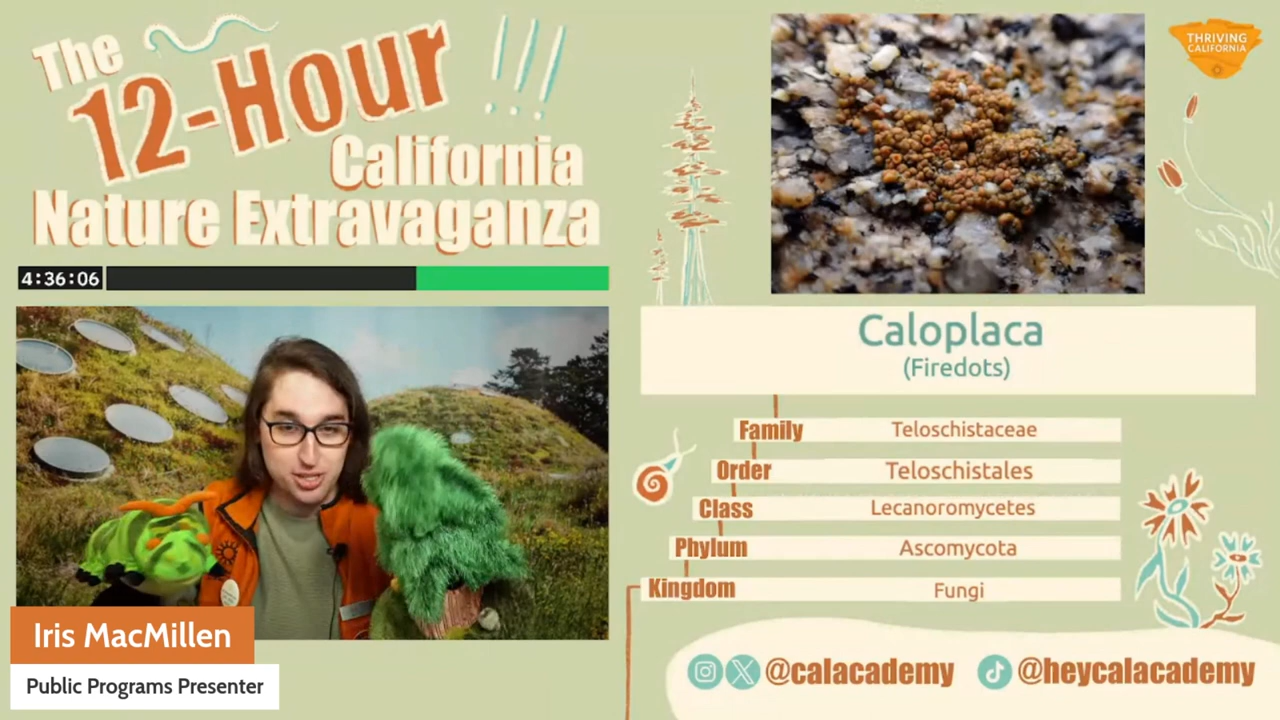 The
12-Hour !!!
California
Nature Extravaganza
4:36:06
THRIVING
CALIFORNIA
Caloplaca
(Firedots)
Family Teloschistaceae
Order Teloschistales
Class Lecanoromycetes
Phylum Ascomycota
Kingdom Fungi
Iris MacMillen
Public Programs Presenter
@calacademy @heycalacademy